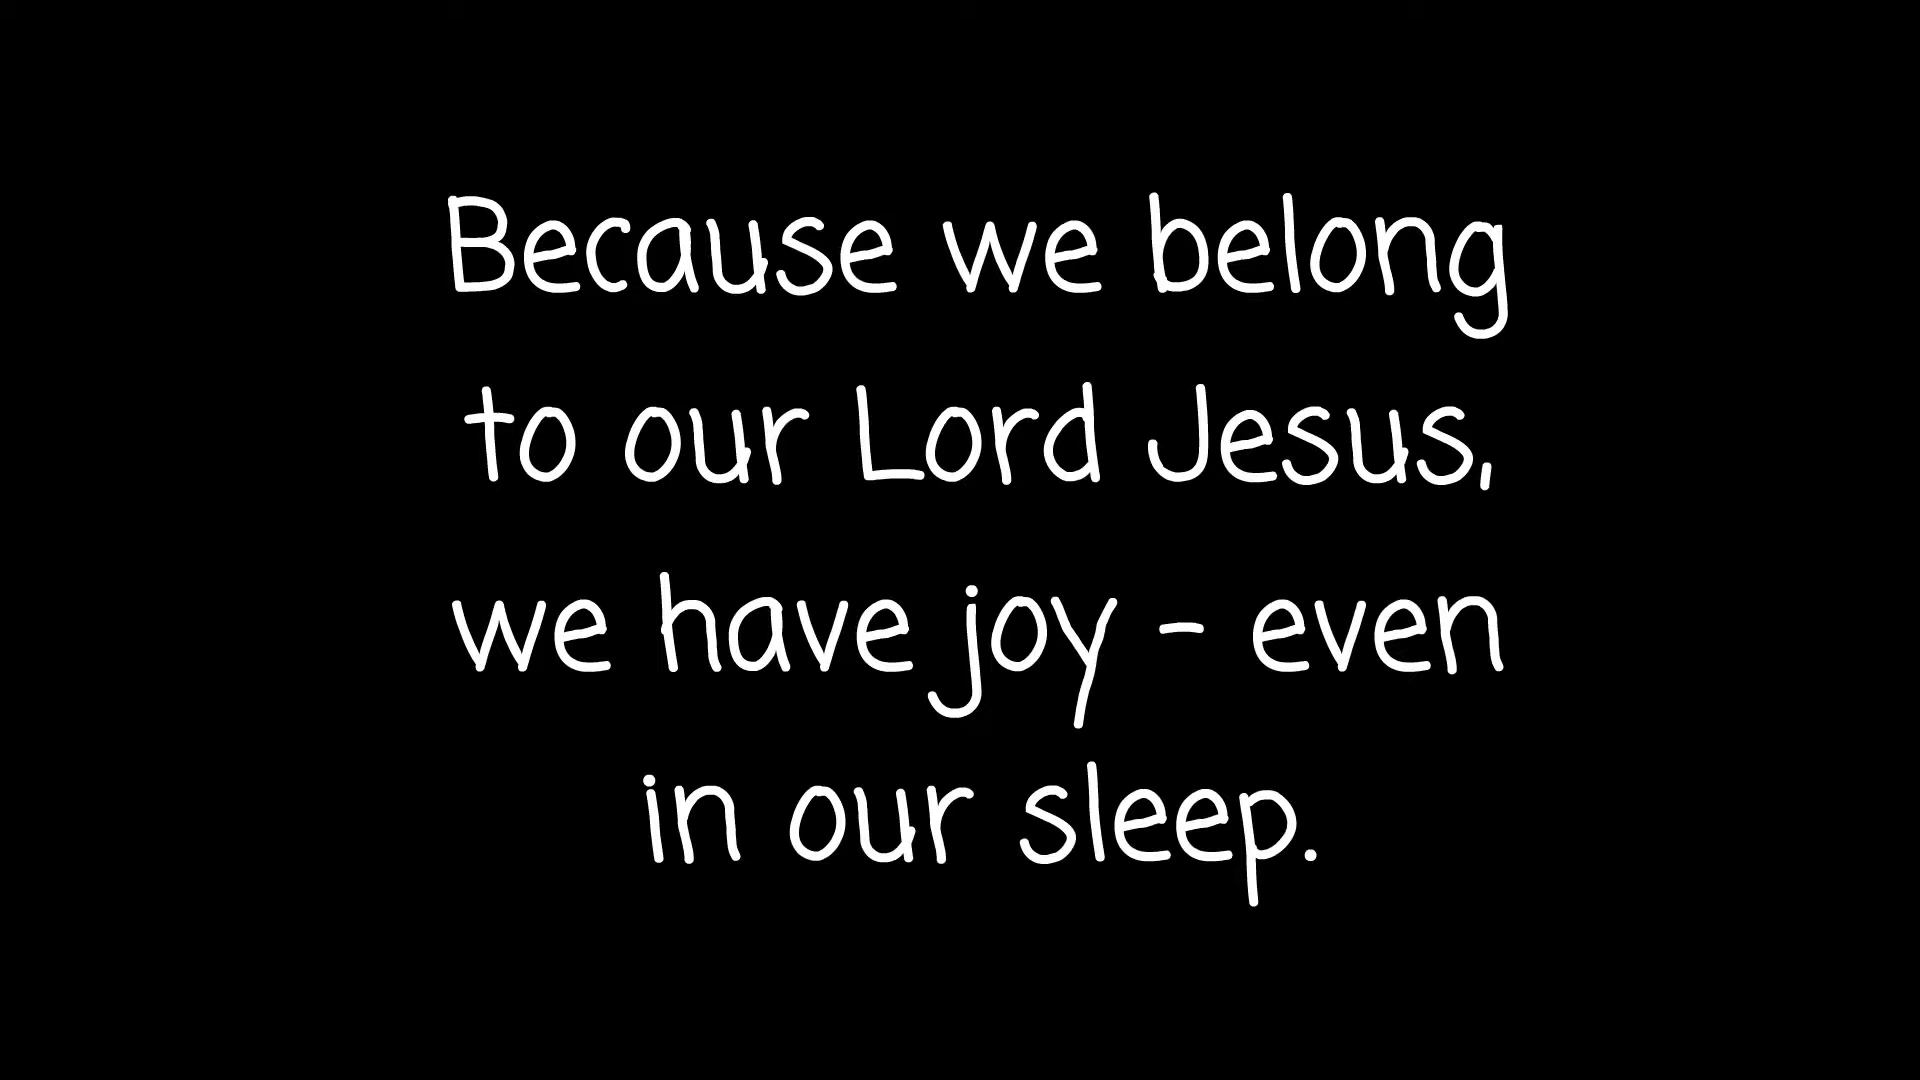 Because we belong
to our Lord Jesus,
we have joy - even
in our sleep.